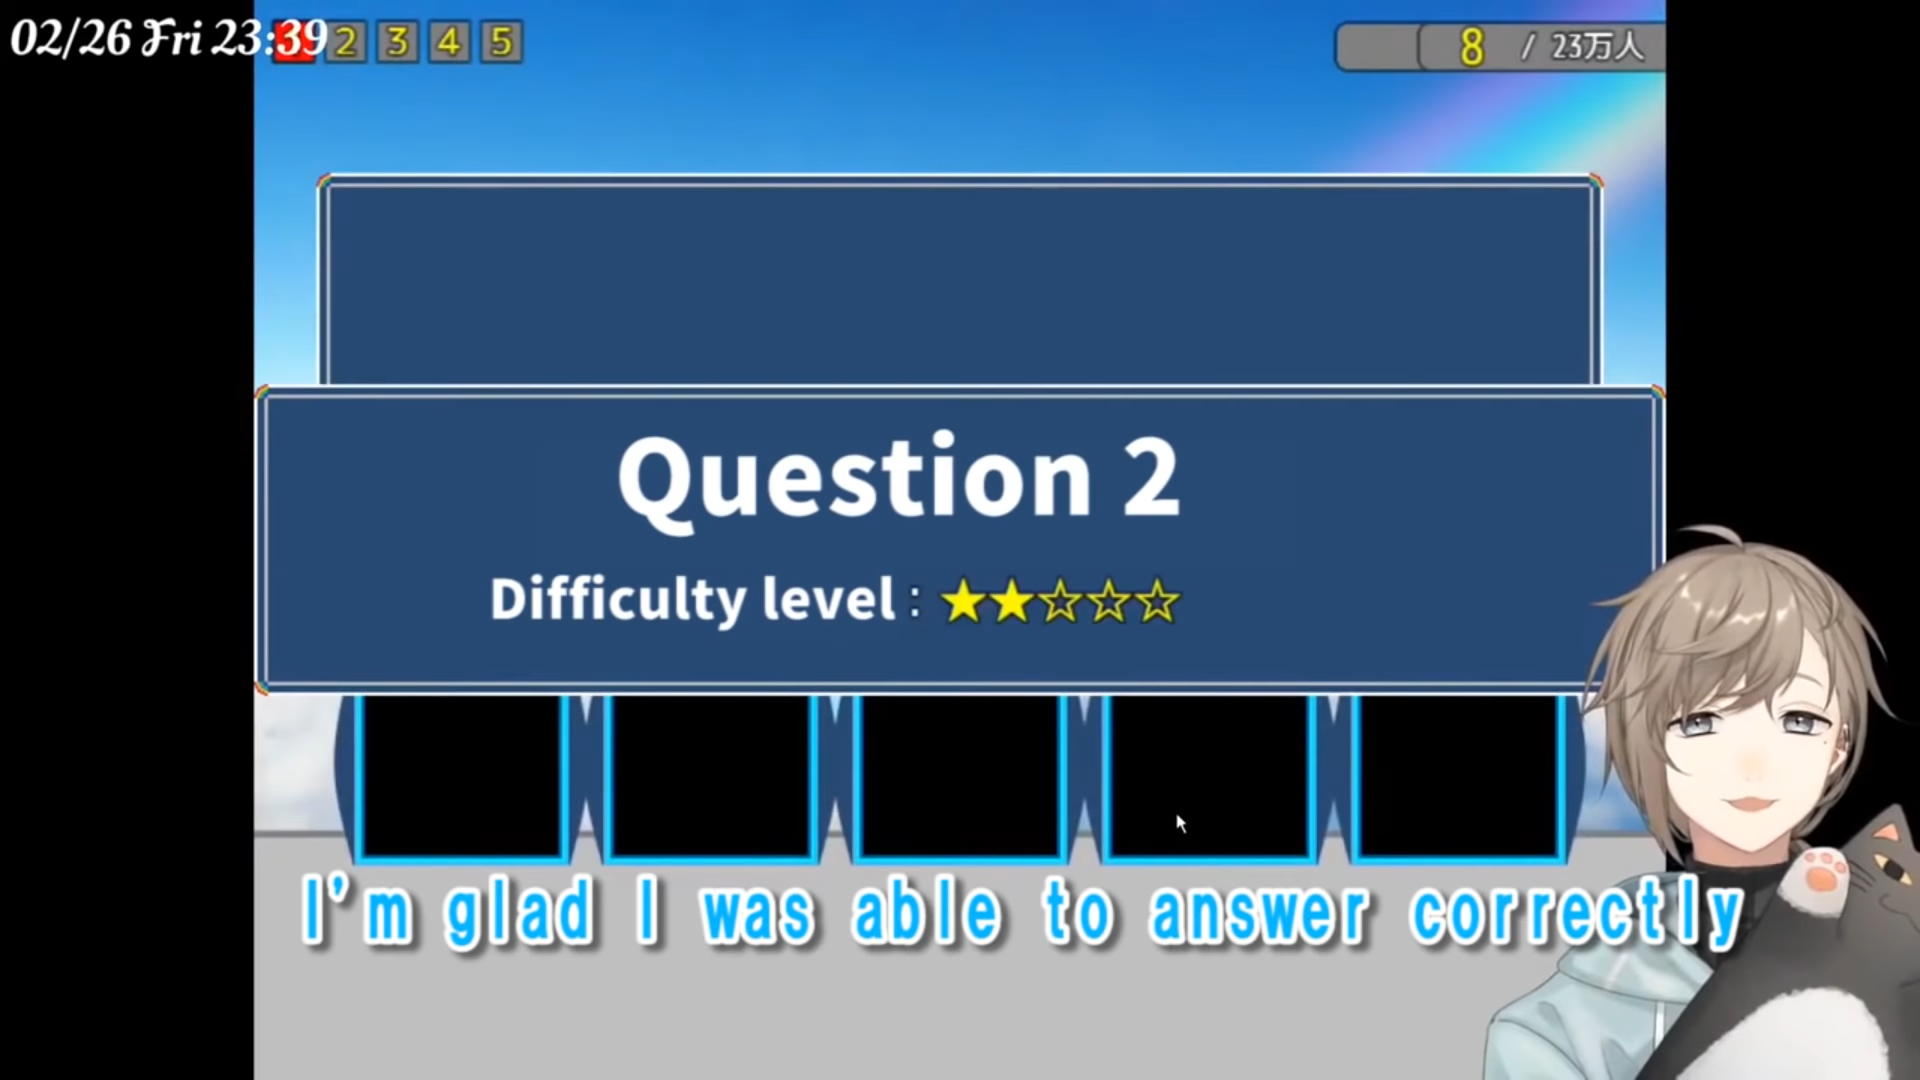 02/26 Fri 23:39
2 3 4 5
8 / 23万人
Question 2
Difficulty level : ★★☆☆☆
I'm glad I was able to answer correctly